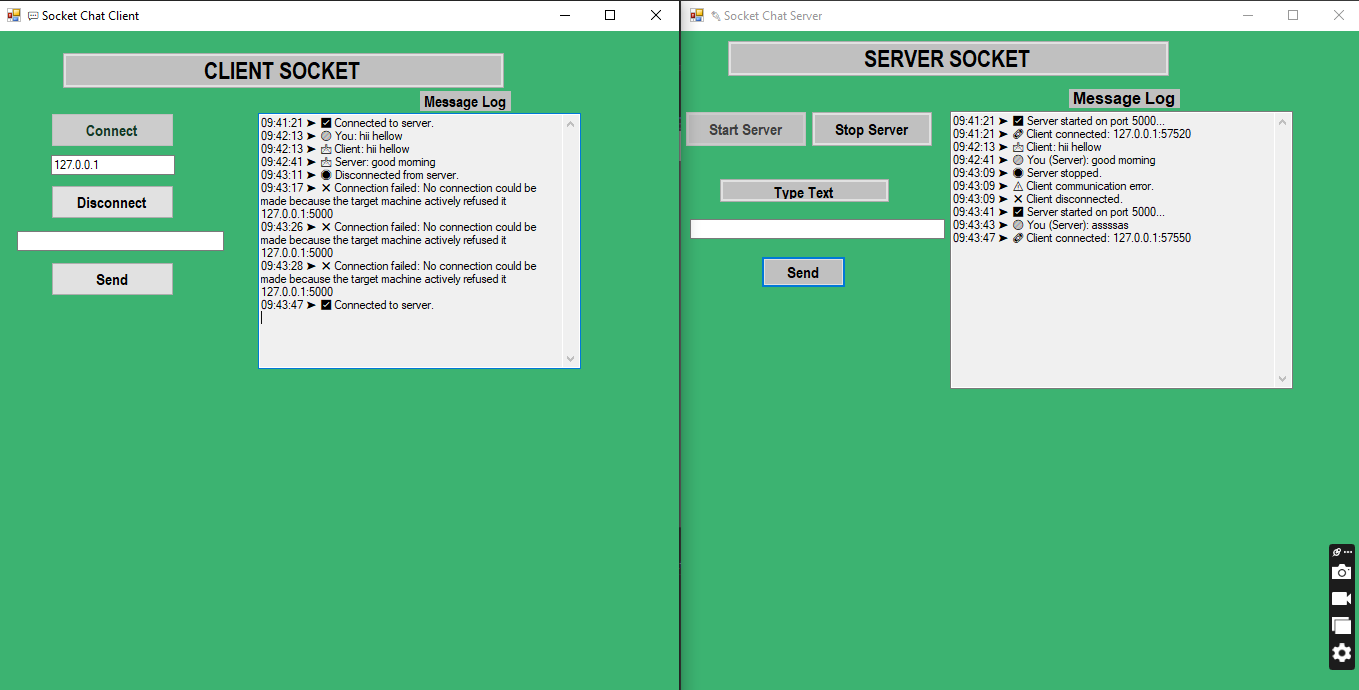 Socket Chat Client
CLIENT SOCKET
Message Log
Connect
127.0.0.1
Disconnect
Send
09:41:21 ➤ ☑ Connected to server.
09:42:13 ➤ You: hii hellow
09:42:13 ➤ 📩 Client: hii hellow
09:42:41 ➤ 📩 Server: good morning
09:43:11 ➤ Disconnected from server.
09:43:17 ➤ ✕ Connection failed: No connection could be
made because the target machine actively refused it
127.0.0.1:5000
09:43:26 ➤ ✕ Connection failed: No connection could be
made because the target machine actively refused it
127.0.0.1:5000
09:43:28 ➤ ✕ Connection failed: No connection could be
made because the target machine actively refused it
127.0.0.1:5000
09:43:47 ➤ ☑ Connected to server.
Socket Chat Server
SERVER SOCKET
Message Log
Start Server
Stop Server
Type Text
Send
09:41:21 ➤ ☑ Server started on port 5000...
09:41:21 ➤ Client connected: 127.0.0.1:57520
09:42:13 ➤ 📩 Client: hii hellow
09:42:41 ➤ You (Server): good morning
09:43:09 ➤ Server stopped.
09:43:09 ➤ ⚠ Client communication error.
09:43:09 ➤ ✕ Client disconnected.
09:43:41 ➤ ☑ Server started on port 5000...
09:43:43 ➤ You (Server): assssas
09:43:47 ➤ Client connected: 127.0.0.1:57550